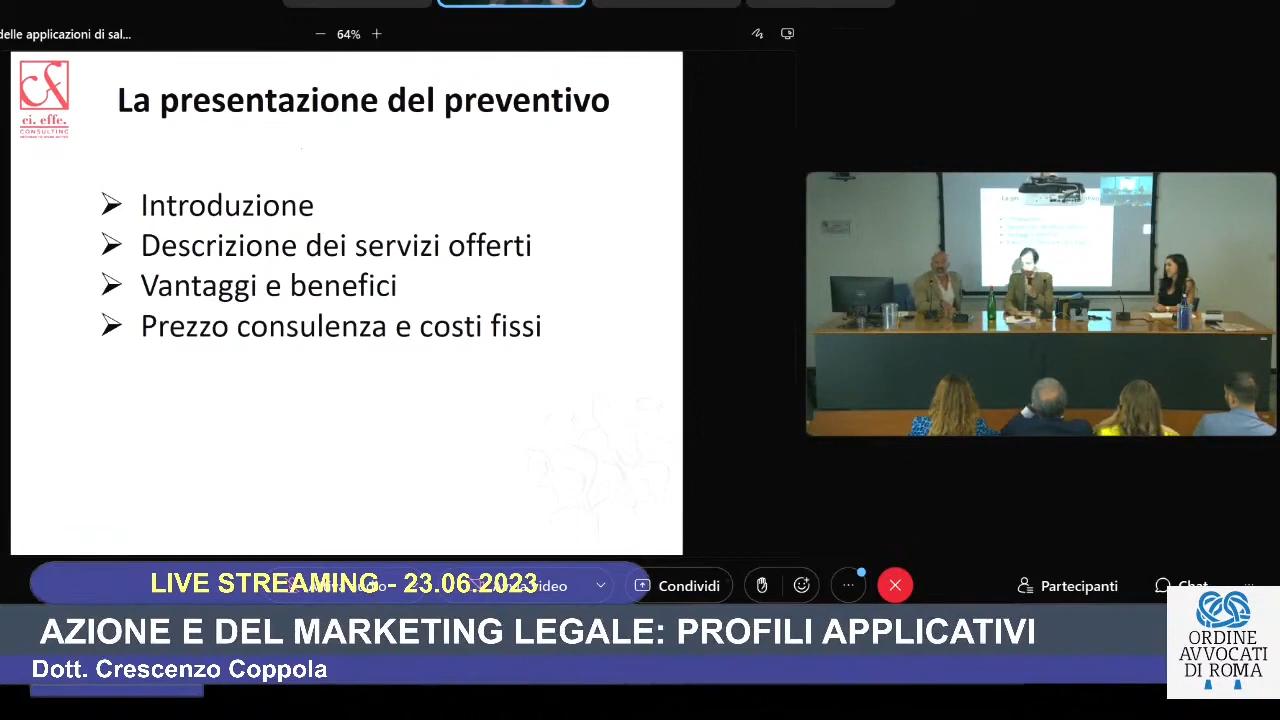 delle applicazioni di sal...
64%
ci. effe.
CONSULTING
La presentazione del preventivo
Introduzione
Descrizione dei servizi offerti
Vantaggi e benefici
Prezzo consulenza e costi fissi
Condividi
Partecipanti
Chat
LIVE STREAMING - 23.06.2023
AZIONE E DEL MARKETING LEGALE: PROFILI APPLICATIVI
Dott. Crescenzo Coppola
ORDINE
AVVOCATI
DI ROMA